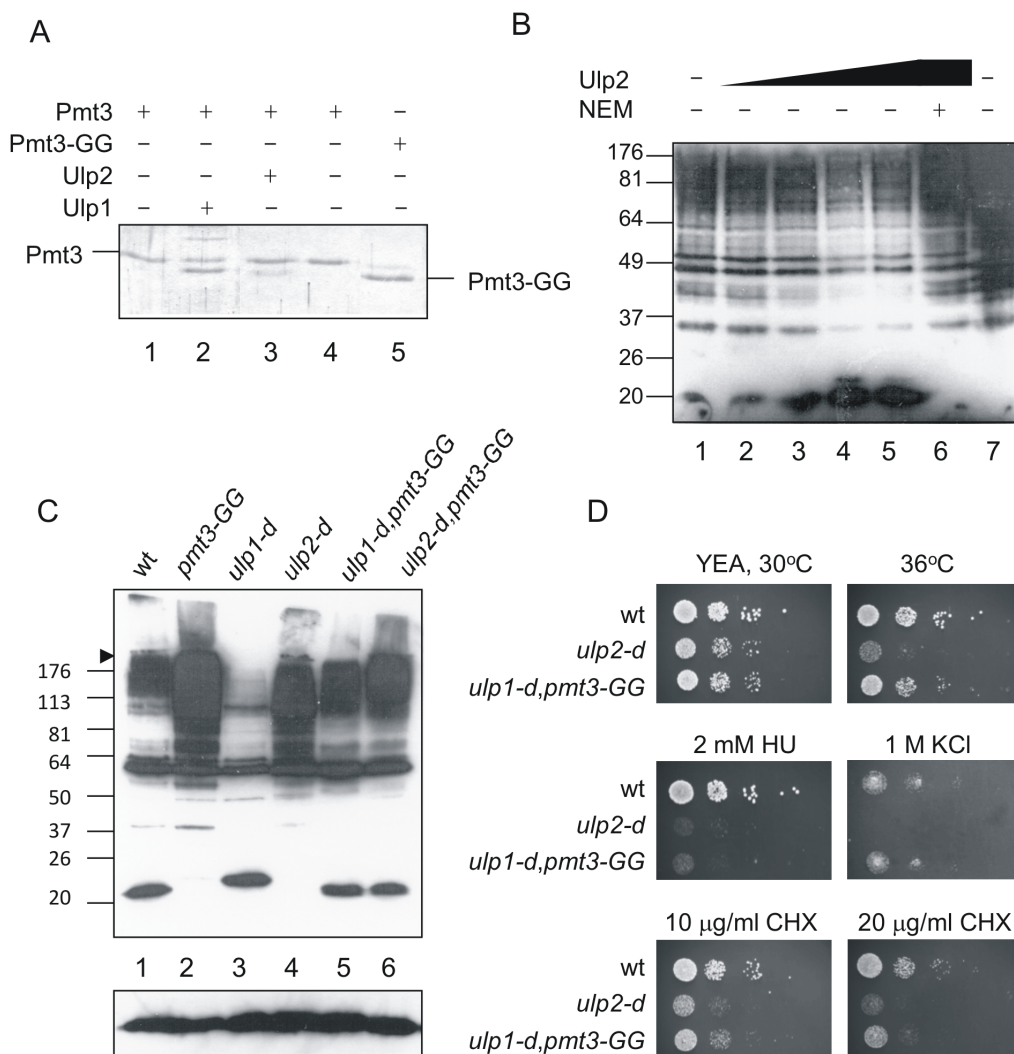 A
Pmt3 + + + + −
Pmt3-GG − − − − +
Ulp2 − − + − −
Ulp1 − + − − −
Pmt3
Pmt3-GG
1 2 3 4 5
B
Ulp2 − −
NEM − − − − − + −
176
81
64
49
37
26
20
1 2 3 4 5 6 7
C
wt pmt3-GG ulp1-d ulp2-d ulp1-d,pmt3-GG ulp2-d,pmt3-GG
176
113
81
64
50
37
26
20
1 2 3 4 5 6
D
YEA, 30ºC 36ºC
wt
ulp2-d
ulp1-d,pmt3-GG
2 mM HU 1 M KCl
wt
ulp2-d
ulp1-d,pmt3-GG
10 µg/ml CHX 20 µg/ml CHX
wt
ulp2-d
ulp1-d,pmt3-GG